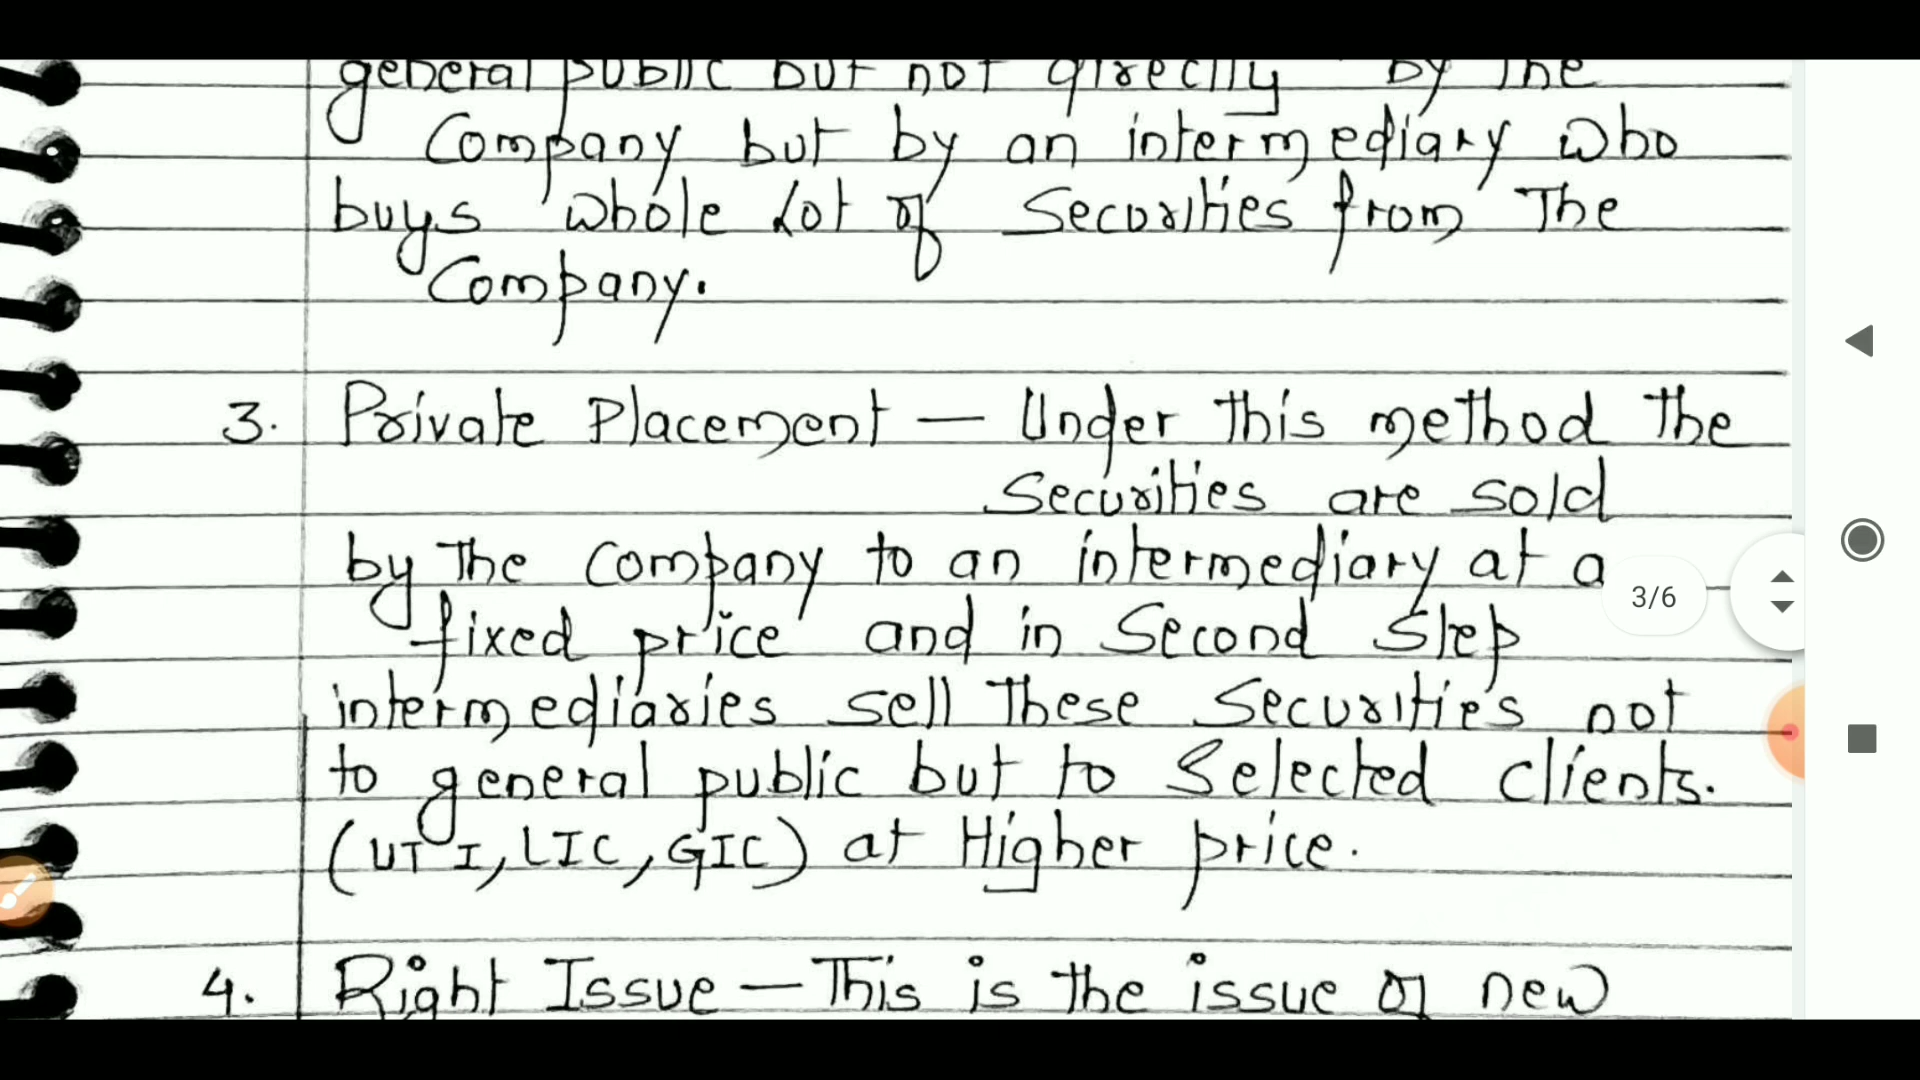 general public but not directly by the
Company but by an intermediary who
buys whole Lot of Securities from The
Company.
3. Private Placement — Under This method The
Securities are sold
by The Company to an intermediary at a
fixed price and in Second Step
intermediaries sell These Securities not
to general public but to Selected clients.
(UTI, LIC, GIC) at Higher price.
4. Right Issue — This is the issue of new
3/6